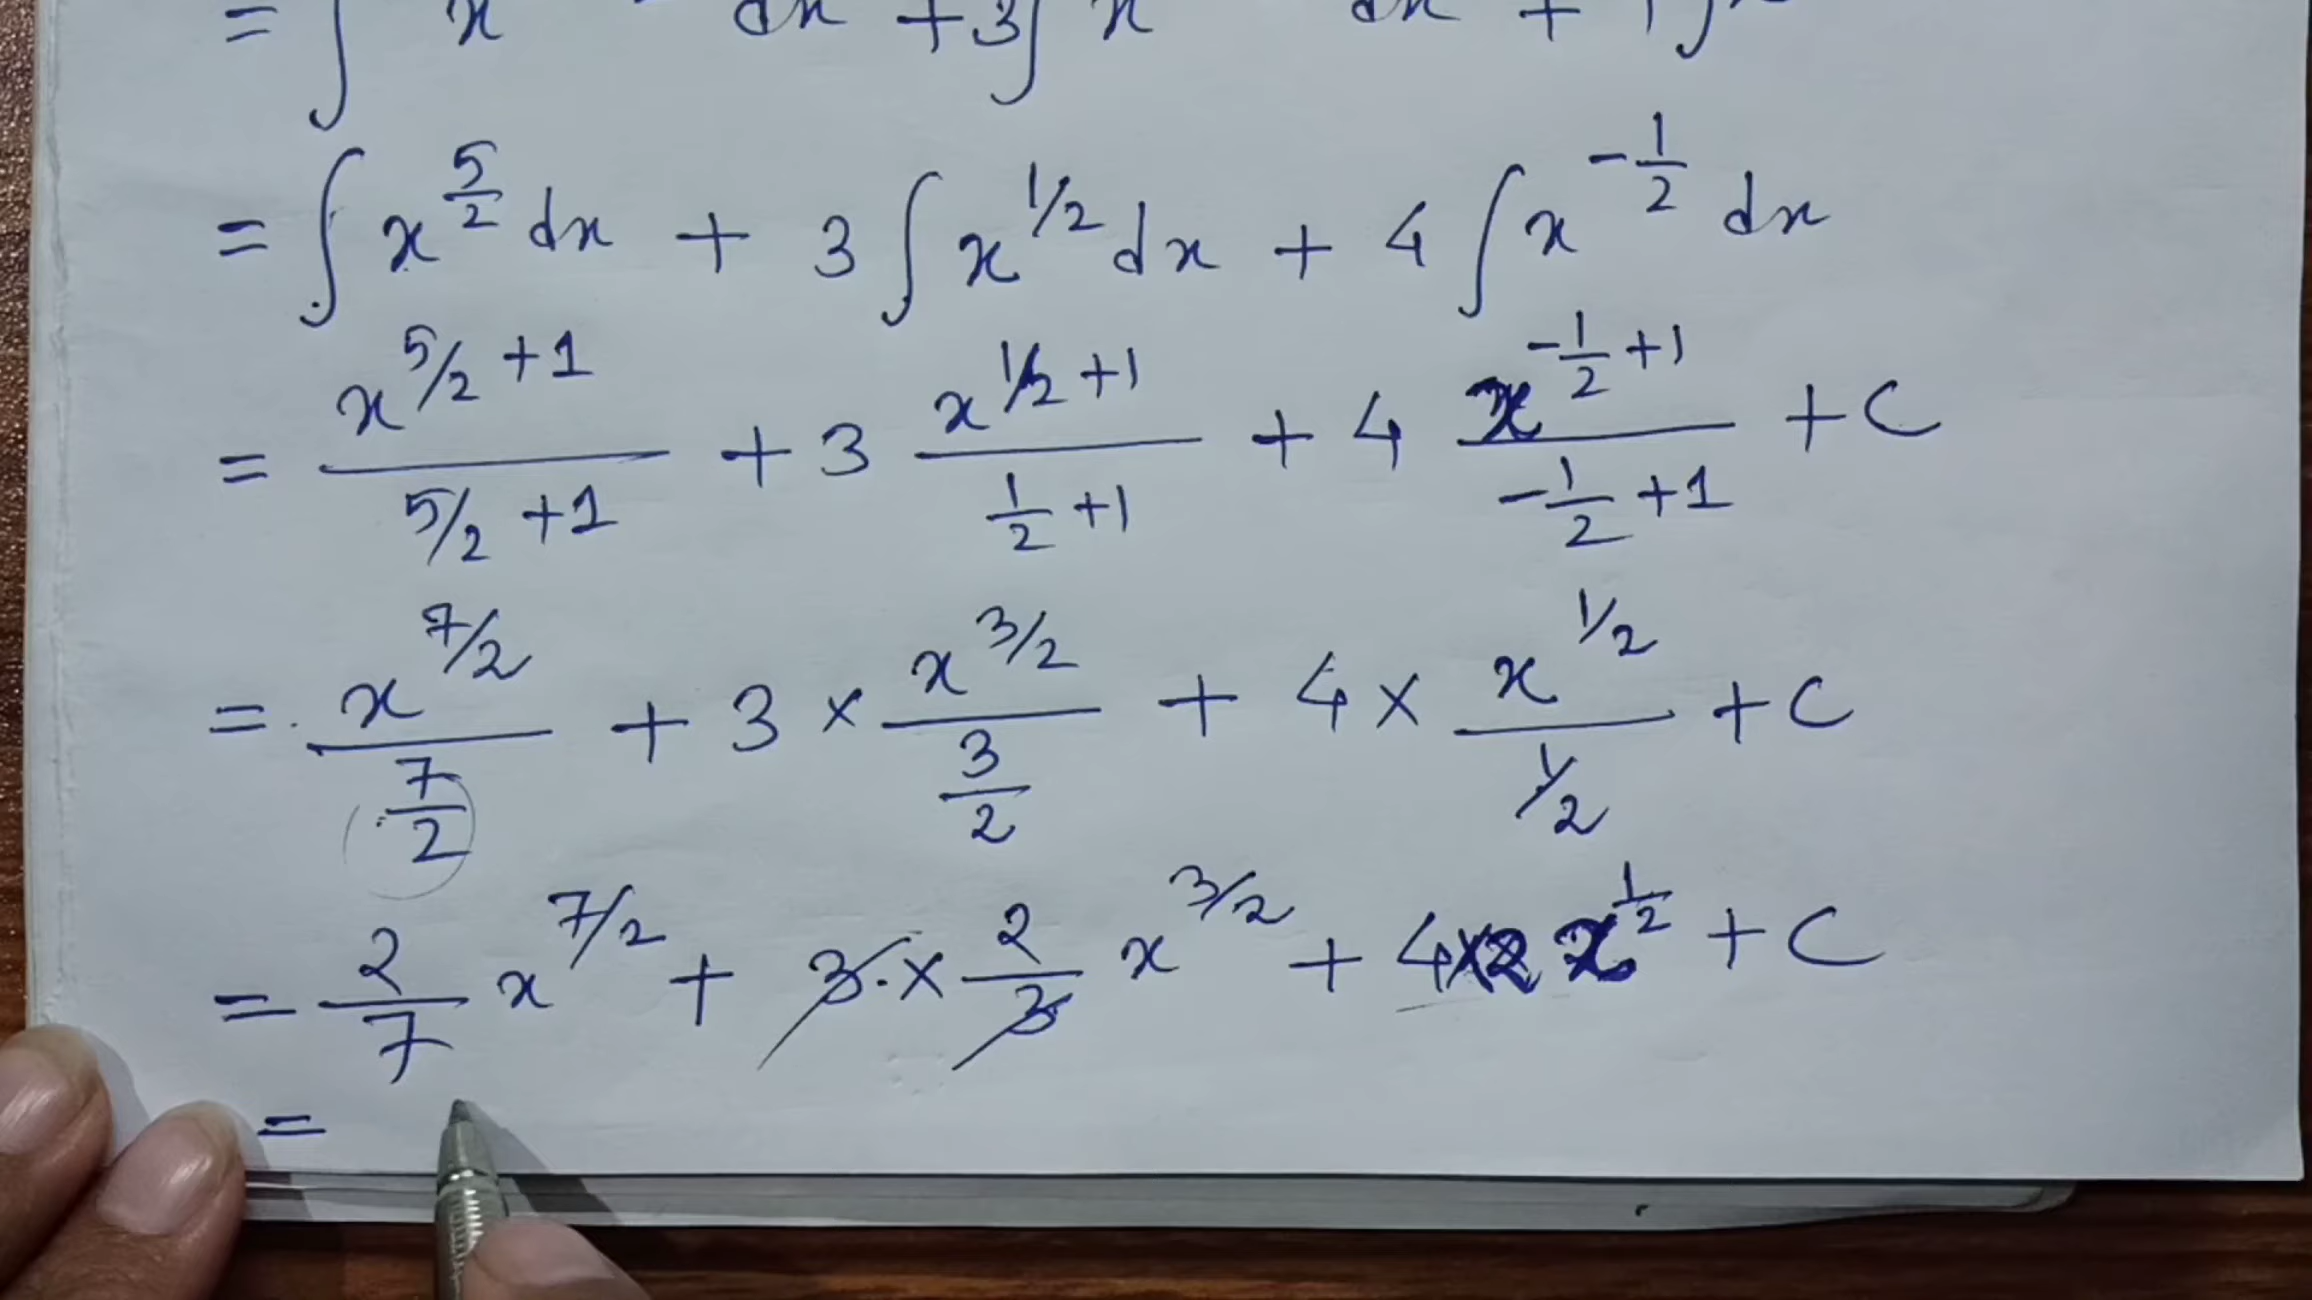 = ∫ x dx + 3∫ x dx +
= ∫ x^(5/2) dx + 3 ∫ x^(1/2) dx + 4 ∫ x^(-1/2) dx
= x^(5/2 + 1) / (5/2 + 1) + 3 x^(1/2 + 1) / (1/2 + 1) + 4 x^(-1/2 + 1) / (-1/2 + 1) + C
= x^(7/2) / (7/2) + 3 × x^(3/2) / (3/2) + 4 × x^(1/2) / (1/2) + C
= 2/7 x^(7/2) + 3 · × 2/3 x^(3/2) + 4×2 x^(1/2) + C
=